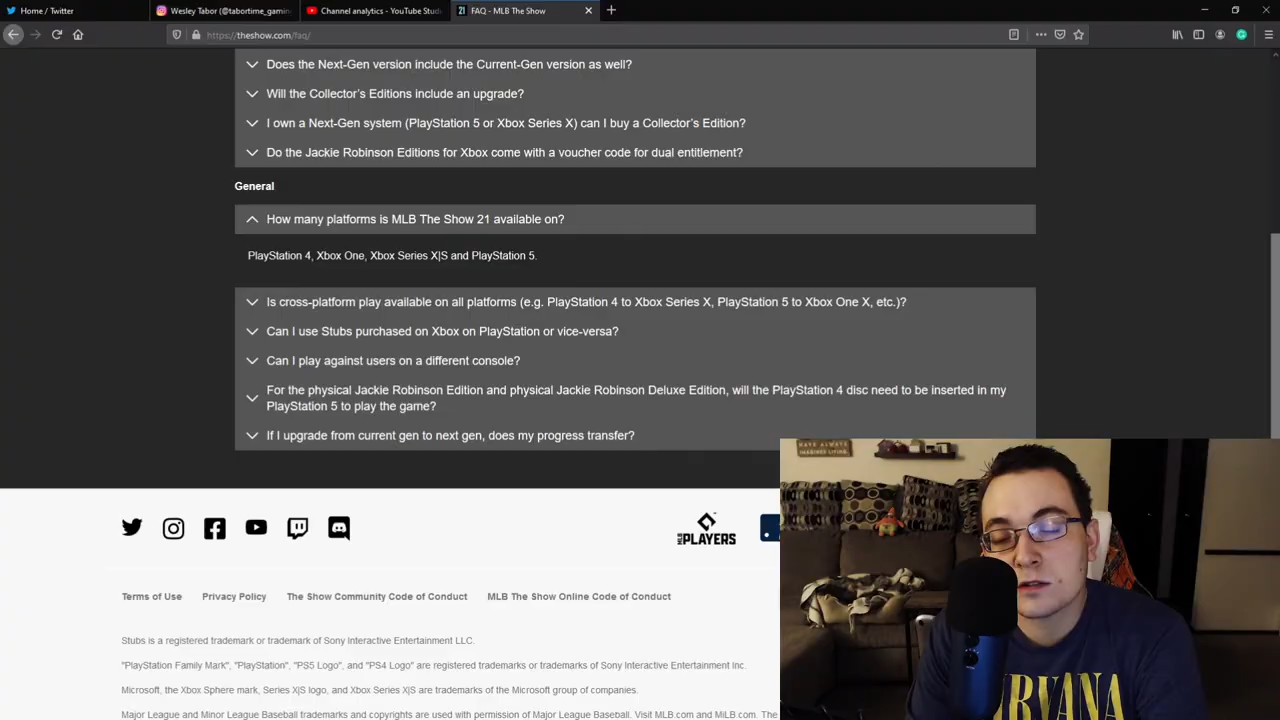 Home / Twitter
Wesley Tabor (@tabortime_gamin
Channel analytics - YouTube Stud
21 FAQ - MLB The Show
https://theshow.com/faq/
Does the Next-Gen version include the Current-Gen version as well?
Will the Collector's Editions include an upgrade?
I own a Next-Gen system (PlayStation 5 or Xbox Series X) can I buy a Collector's Edition?
Do the Jackie Robinson Editions for Xbox come with a voucher code for dual entitlement?
General
How many platforms is MLB The Show 21 available on?
PlayStation 4, Xbox One, Xbox Series X|S and PlayStation 5.
Is cross-platform play available on all platforms (e.g. PlayStation 4 to Xbox Series X, PlayStation 5 to Xbox One X, etc.)?
Can I use Stubs purchased on Xbox on PlayStation or vice-versa?
Can I play against users on a different console?
For the physical Jackie Robinson Edition and physical Jackie Robinson Deluxe Edition, will the PlayStation 4 disc need to be inserted in my
PlayStation 5 to play the game?
If I upgrade from current gen to next gen, does my progress transfer?
MLB PLAYERS
Terms of Use
Privacy Policy
The Show Community Code of Conduct
MLB The Show Online Code of Conduct
Stubs is a registered trademark or trademark of Sony Interactive Entertainment LLC.
"PlayStation Family Mark", "PlayStation", "PS5 Logo", and "PS4 Logo" are registered trademarks or trademarks of Sony Interactive Entertainment Inc.
Microsoft, the Xbox Sphere mark, Series X|S logo, and Xbox Series X|S are trademarks of the Microsoft group of companies.
Major League and Minor League Baseball trademarks and copyrights are used with permission of Major League Baseball. Visit MLB.com and MiLB.com. The
HAVE ALWAYS
NIRVANA